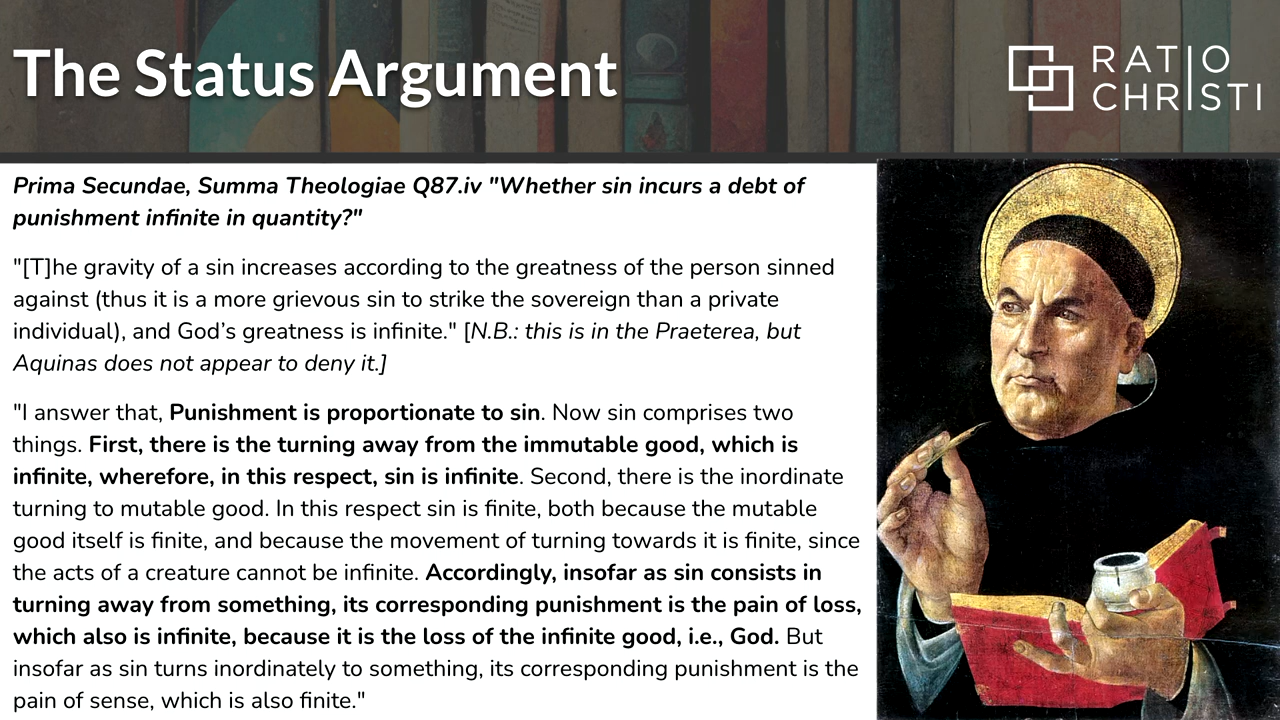 The Status Argument
RATIO
CHRISTI
Prima Secundae, Summa Theologiae Q87.iv "Whether sin incurs a debt of
punishment infinite in quantity?"
"[T]he gravity of a sin increases according to the greatness of the person sinned
against (thus it is a more grievous sin to strike the sovereign than a private
individual), and God’s greatness is infinite." [N.B.: this is in the Praeterea, but
Aquinas does not appear to deny it.]
"I answer that, Punishment is proportionate to sin. Now sin comprises two
things. First, there is the turning away from the immutable good, which is
infinite, wherefore, in this respect, sin is infinite. Second, there is the inordinate
turning to mutable good. In this respect sin is finite, both because the mutable
good itself is finite, and because the movement of turning towards it is finite, since
the acts of a creature cannot be infinite. Accordingly, insofar as sin consists in
turning away from something, its corresponding punishment is the pain of loss,
which also is infinite, because it is the loss of the infinite good, i.e., God. But
insofar as sin turns inordinately to something, its corresponding punishment is the
pain of sense, which is also finite."